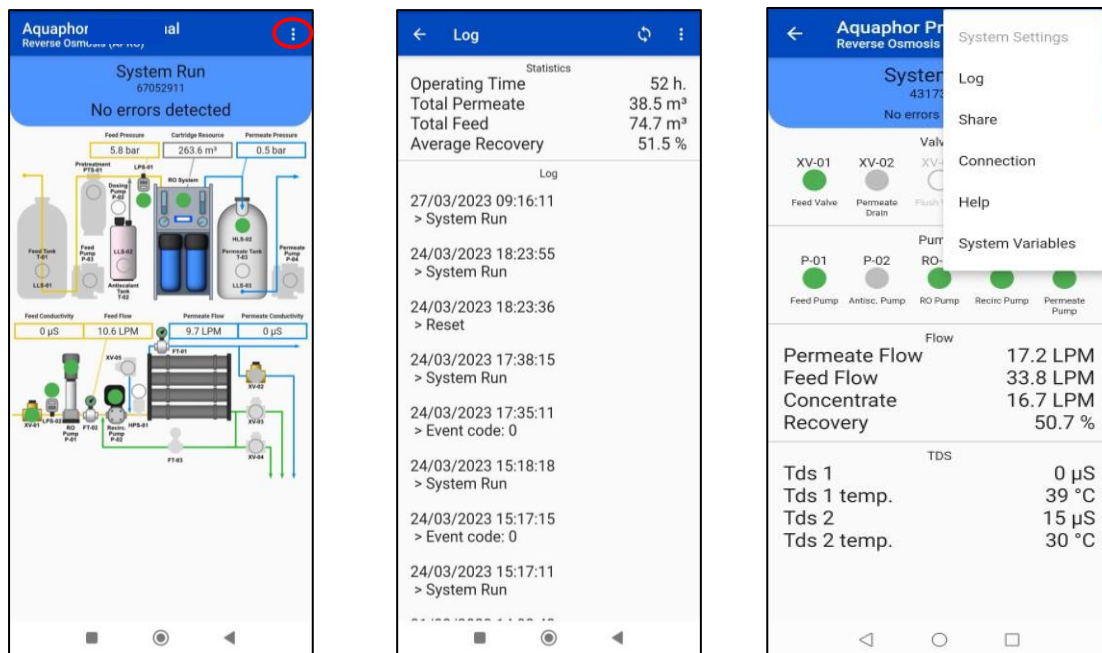 Aquaphor
Reverse Osmosis (APRO)
System Run
67052911
No errors detected
Feed Pressure
Cartridge Resource
Permeate Pressure
5.8 bar
263.6 m³
0.5 bar
Pretreatment
PTS-01
LPS-01
RO System
Dosing
Pump
P-02
HLS-02
Feed Tank
T-01
Feed
Pump
P-03
LLS-02
Permeate Tank
T-03
Permeate
Pump
P-04
LLS-01
Antiscalant
Tank
T-02
LLS-03
Feed Conductivity
Feed Flow
Permeate Flow
Permeate Conductivity
0 µS
10.6 LPM
9.7 LPM
0 µS
FT-01
XV-05
XV-02
XV-01
LPS-02
RO
Pump
P-01
FT-02
Recirc.
Pump
P-02
HPS-01
XV-03
FT-03
XV-04
Log
Statistics
Operating Time 52 h.
Total Permeate 38.5 m³
Total Feed 74.7 m³
Average Recovery 51.5 %
Log
27/03/2023 09:16:11
> System Run
24/03/2023 18:23:55
> System Run
24/03/2023 18:23:36
> Reset
24/03/2023 17:38:15
> System Run
24/03/2023 17:35:11
> Event code: 0
24/03/2023 15:18:18
> System Run
24/03/2023 15:17:15
> Event code: 0
24/03/2023 15:17:11
> System Run
Aquaphor Pr
Reverse Osmosis
System
43173
No errors
Valv
XV-01 XV-02 XV-
Feed Valve
Permeate
Drain
Flush
System Settings
Log
Share
Connection
Help
System Variables
Pum
P-01 P-02 RO-
Feed Pump Antisc. Pump RO Pump Recirc Pump Permeate
Pump
Flow
Permeate Flow 17.2 LPM
Feed Flow 33.8 LPM
Concentrate 16.7 LPM
Recovery 50.7 %
TDS
Tds 1 0 µS
Tds 1 temp. 39 °C
Tds 2 15 µS
Tds 2 temp. 30 °C